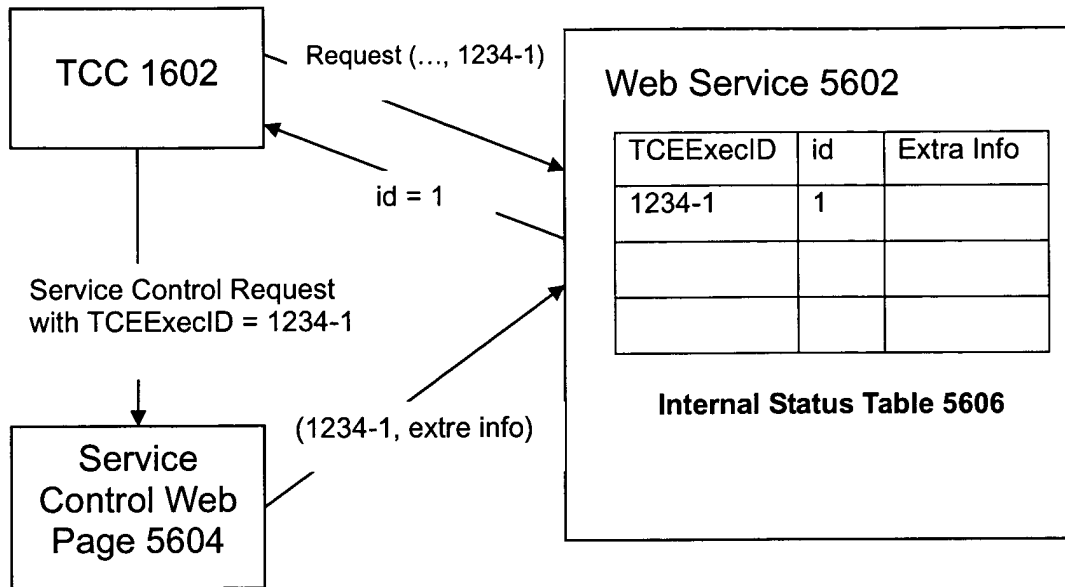 TCC 1602
Request (..., 1234-1)
id = 1
Service Control Request
with TCEExecID = 1234-1
Service
Control Web
Page 5604
(1234-1, extre info)
Web Service 5602
TCEExecID id Extra Info
1234-1 1
Internal Status Table 5606